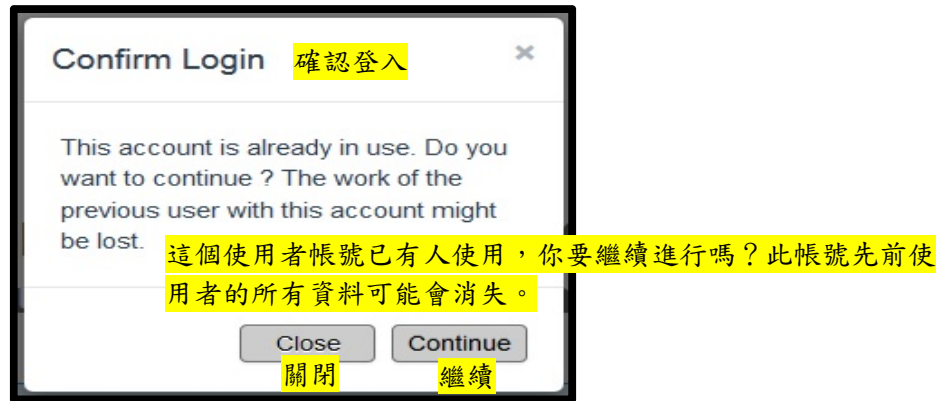 Confirm Login 確認登入 ×
This account is already in use. Do you
want to continue ? The work of the
previous user with this account might
be lost.
這個使用者帳號已有人使用，你要繼續進行嗎？此帳號先前使
用者的所有資料可能會消失。
Close Continue
關閉 繼續